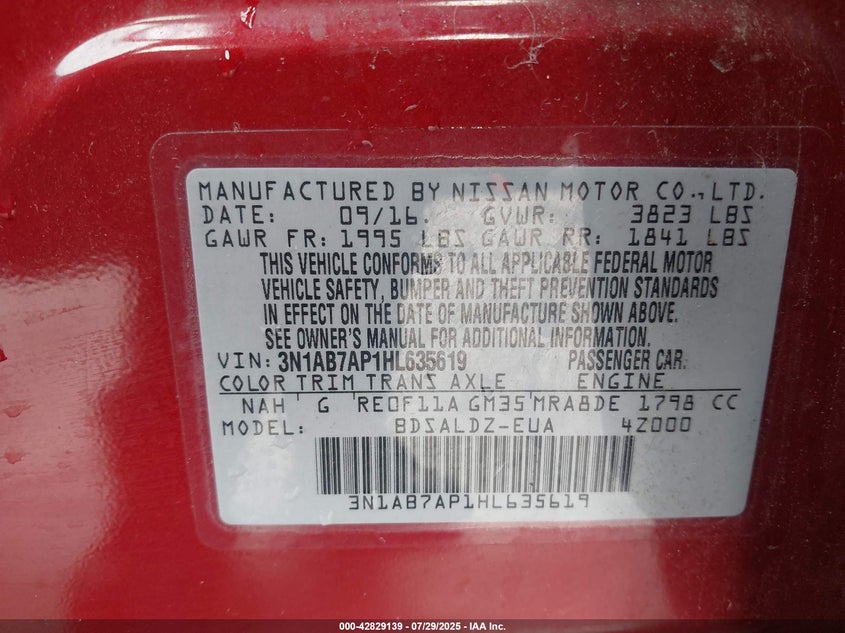 MANUFACTURED BY NISSAN MOTOR CO., LTD.
DATE: 09/16. GVWR: 3823 LBS
GAWR FR: 1995 LBS GAWR RR: 1841 LBS
THIS VEHICLE CONFORMS TO ALL APPLICABLE FEDERAL MOTOR
VEHICLE SAFETY, BUMPER AND THEFT PREVENTION STANDARDS
IN EFFECT ON THE DATE OF MANUFACTURE SHOWN ABOVE.
SEE OWNER'S MANUAL FOR ADDITIONAL INFORMATION.
VIN: 3N1AB7AP1HL635619 PASSENGER CAR.
COLOR TRIM TRANS AXLE ENGINE
NAH G RE0F11A GM35 MRA8DE 1798 CC
MODEL: BDSALDZ-EUA 4Z000
3N1AB7AP1HL635619
000-42829139 - 07/29/2025 - IAA Inc.